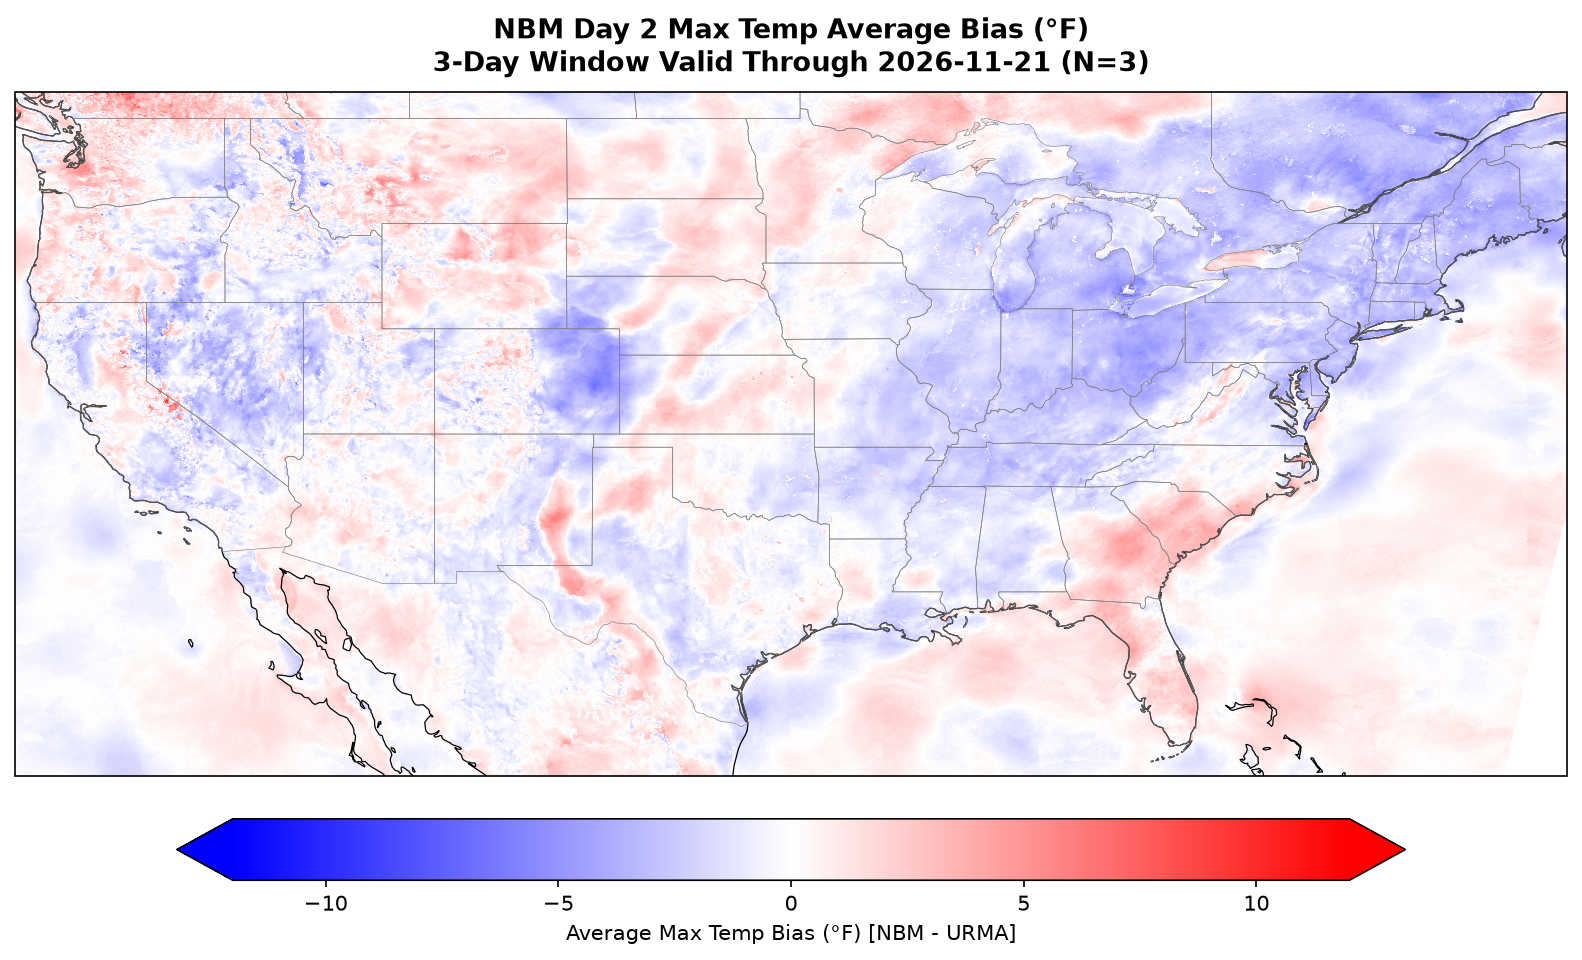 NBM Day 2 Max Temp Average Bias (°F)
3-Day Window Valid Through 2026-11-21 (N=3)
−10 −5 0 5 10
Average Max Temp Bias (°F) [NBM - URMA]